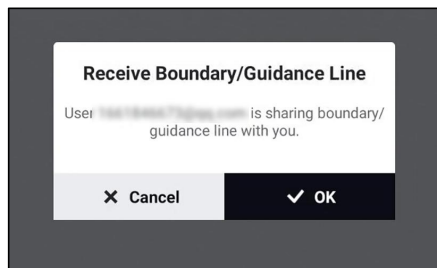 Receive Boundary/Guidance Line
User is sharing boundary/
guidance line with you.
Cancel
OK